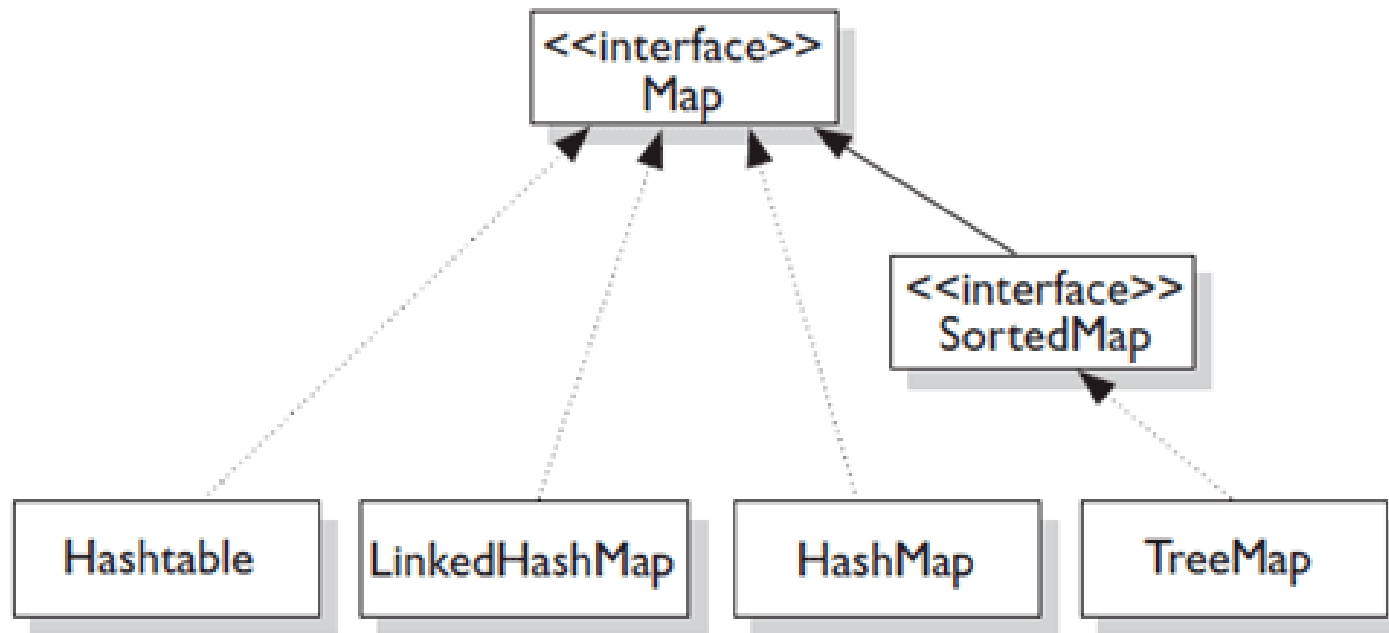 <<interface>>
Map
<<interface>>
SortedMap
Hashtable
LinkedHashMap
HashMap
TreeMap